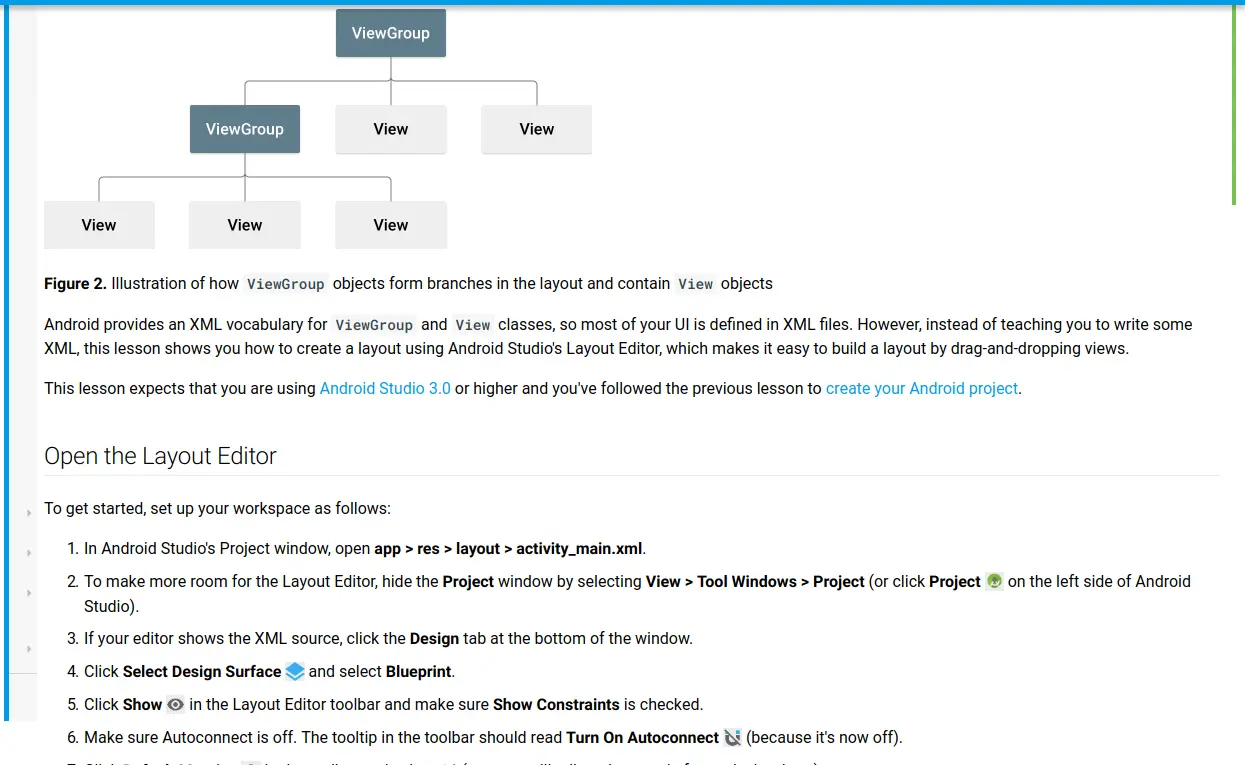 ViewGroup
ViewGroup View View
View View View
Figure 2. Illustration of how ViewGroup objects form branches in the layout and contain View objects
Android provides an XML vocabulary for ViewGroup and View classes, so most of your UI is defined in XML files. However, instead of teaching you to write some
XML, this lesson shows you how to create a layout using Android Studio's Layout Editor, which makes it easy to build a layout by drag-and-dropping views.
This lesson expects that you are using Android Studio 3.0 or higher and you've followed the previous lesson to create your Android project.
Open the Layout Editor
To get started, set up your workspace as follows:
1. In Android Studio's Project window, open app > res > layout > activity_main.xml.
2. To make more room for the Layout Editor, hide the Project window by selecting View > Tool Windows > Project (or click Project on the left side of Android
Studio).
3. If your editor shows the XML source, click the Design tab at the bottom of the window.
4. Click Select Design Surface and select Blueprint.
5. Click Show in the Layout Editor toolbar and make sure Show Constraints is checked.
6. Make sure Autoconnect is off. The tooltip in the toolbar should read Turn On Autoconnect (because it's now off).